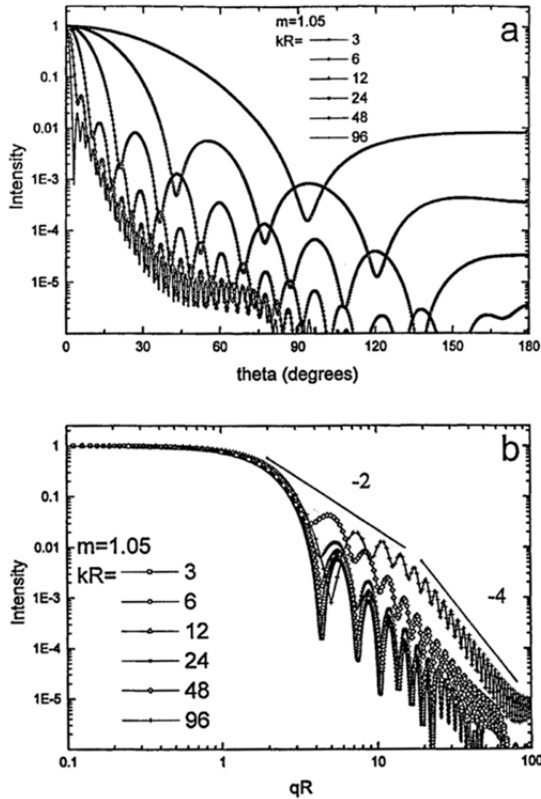 a
m=1.05
kR=
3
6
12
24
48
96
Intensity
1
0.1
0.01
1E-3
1E-4
1E-5
0 30 60 90 120 150 180
theta (degrees)
b
-2
-4
m=1.05
kR=
3
6
12
24
48
96
Intensity
1
0.1
0.01
1E-3
1E-4
1E-5
0.1 1 10 100
qR